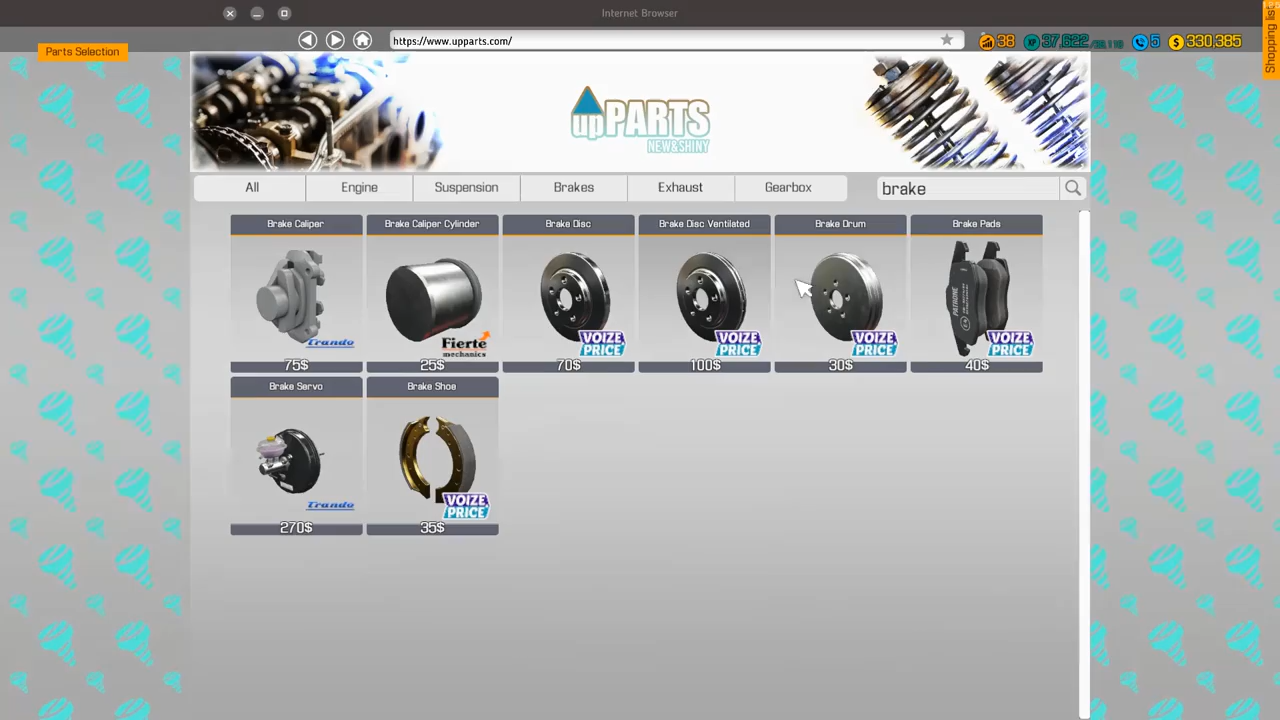 Internet Browser
Parts Selection
https://www.upparts.com/
38
37,622
5
330,385
Shopping list
upPARTS
NEW&SHINY
All
Engine
Suspension
Brakes
Exhaust
Gearbox
brake
Brake Caliper
Brake Caliper Cylinder
Brake Disc
Brake Disc Ventilated
Brake Drum
Brake Pads
Trando
Fierte mechanics
VOIZE PRICE
VOIZE PRICE
VOIZE PRICE
PATRONE
VOIZE PRICE
75$
25$
70$
100$
30$
40$
Brake Servo
Brake Shoe
Trando
VOIZE PRICE
270$
35$